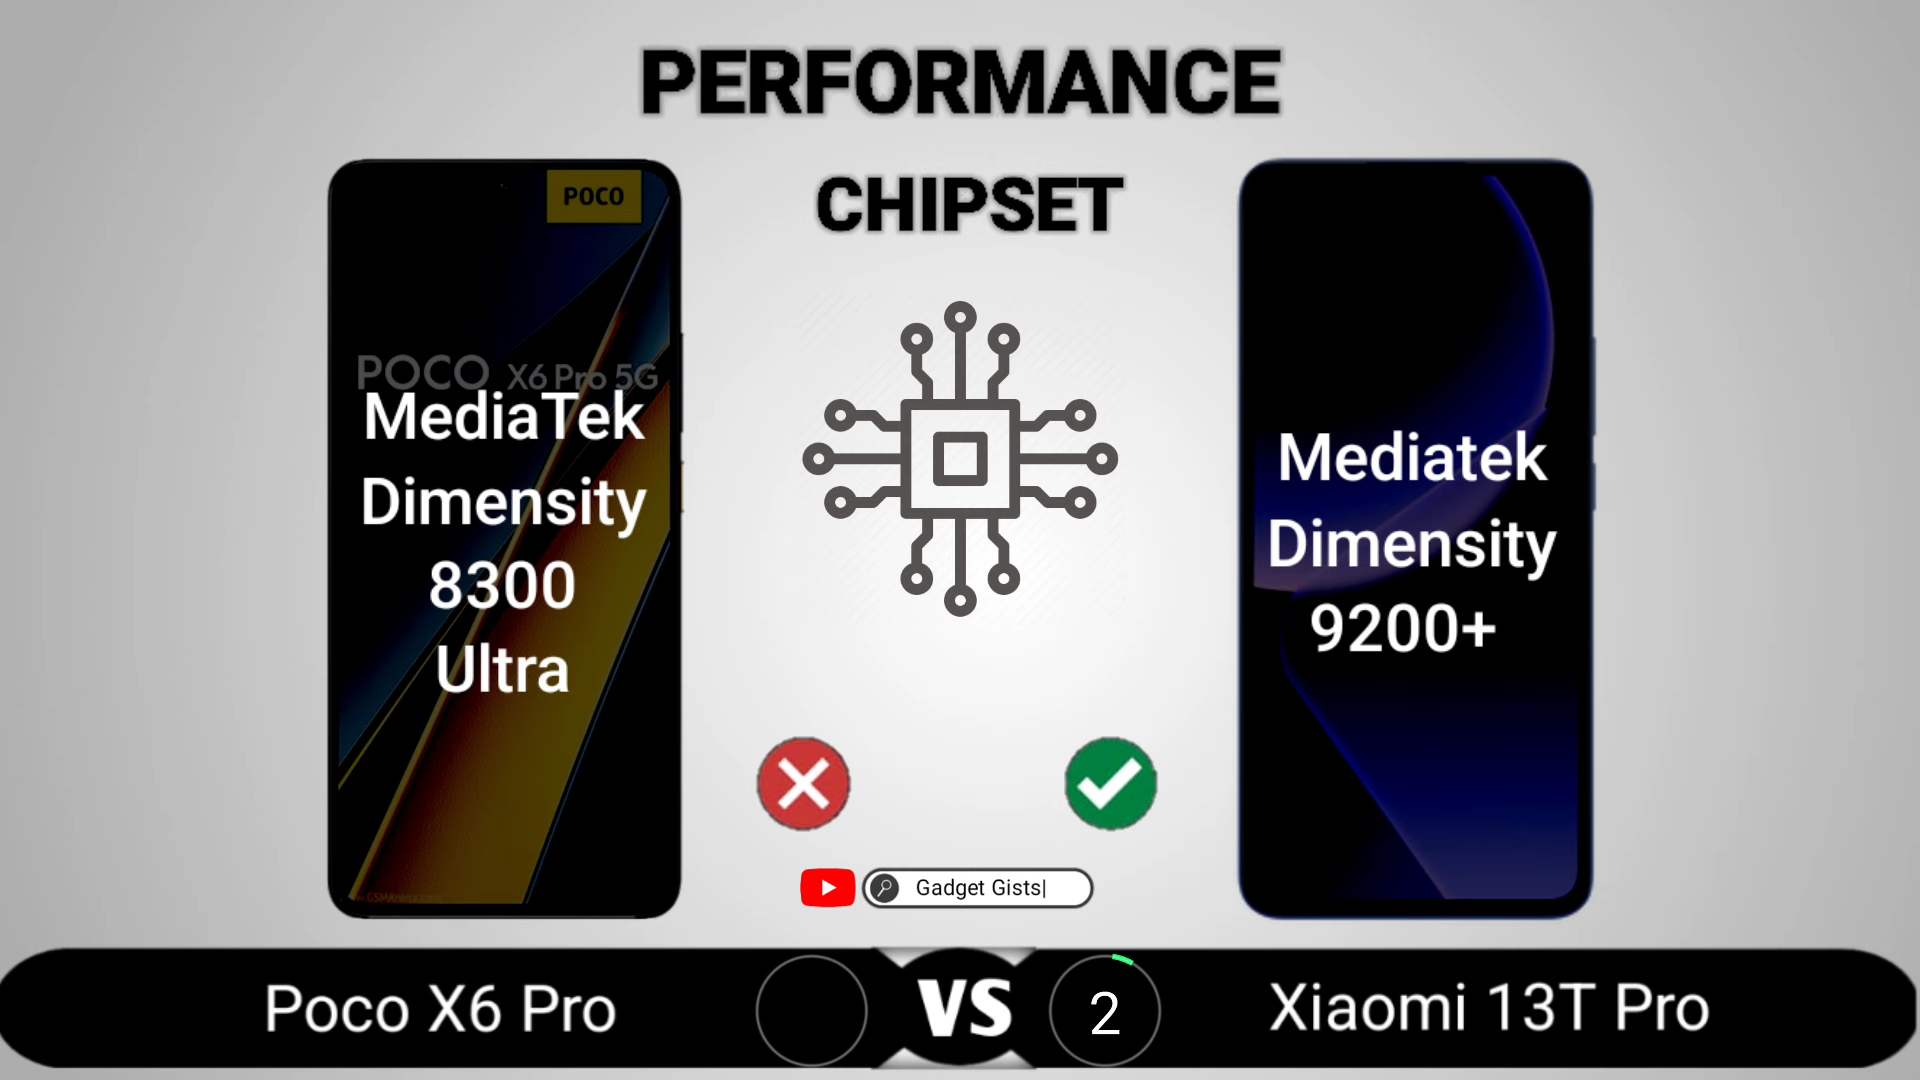 PERFORMANCE
CHIPSET
POCO
POCO X6 Pro 5G
MediaTek
Dimensity
8300
Ultra
Mediatek
Dimensity
9200+
Gadget Gists|
Poco X6 Pro
VS
2
Xiaomi 13T Pro